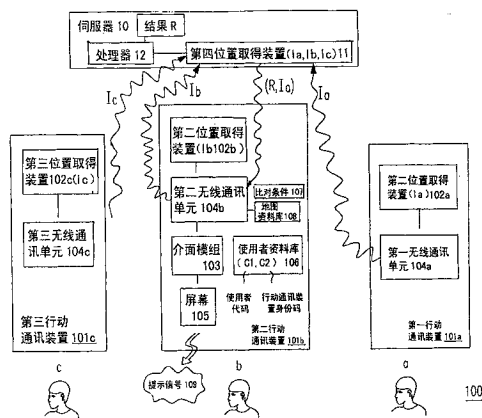 伺服器 10
结果 R
处理器 12
第四位置取得装置(Ia,Ib,Ic)11
Ic
Ib
(R,Ia)
Ia
第三位置取得
装置102c(Ic)
第三无线通
讯单元 104c
第三行动
通讯装置 101c
第二位置取得
装置(Ib102b)
第二无线通讯
单元 104b
比对条件 107
地图
资料库108
介面模组
103
使用者资料库
(C1,C2) 106
屏幕
105
使用者
代码
行动通讯装
置身份码
第二行动
通讯装置 101b
提示信号 109
第二位置取得
装置(Ia)102a
第一无线通讯
单元 104a
第一行动
通讯装置 101a
c
b
a
100